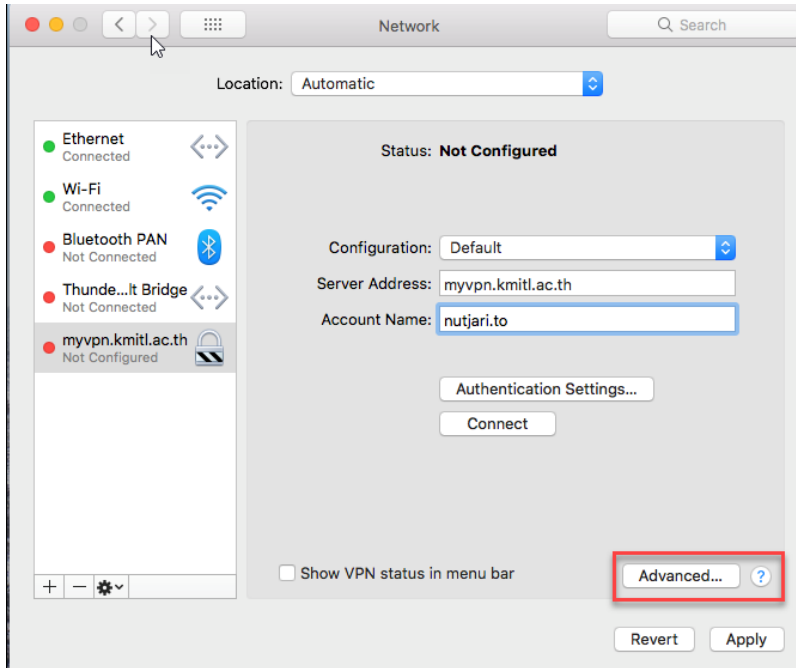 Network
Search
Location: Automatic
Ethernet
Connected
Wi-Fi
Connected
Bluetooth PAN
Not Connected
Thunde...lt Bridge
Not Connected
myvpn.kmitl.ac.th
Not Configured
Status: Not Configured
Configuration: Default
Server Address: myvpn.kmitl.ac.th
Account Name: nutjari.to
Authentication Settings...
Connect
Show VPN status in menu bar
Advanced... ?
+ −
Revert Apply